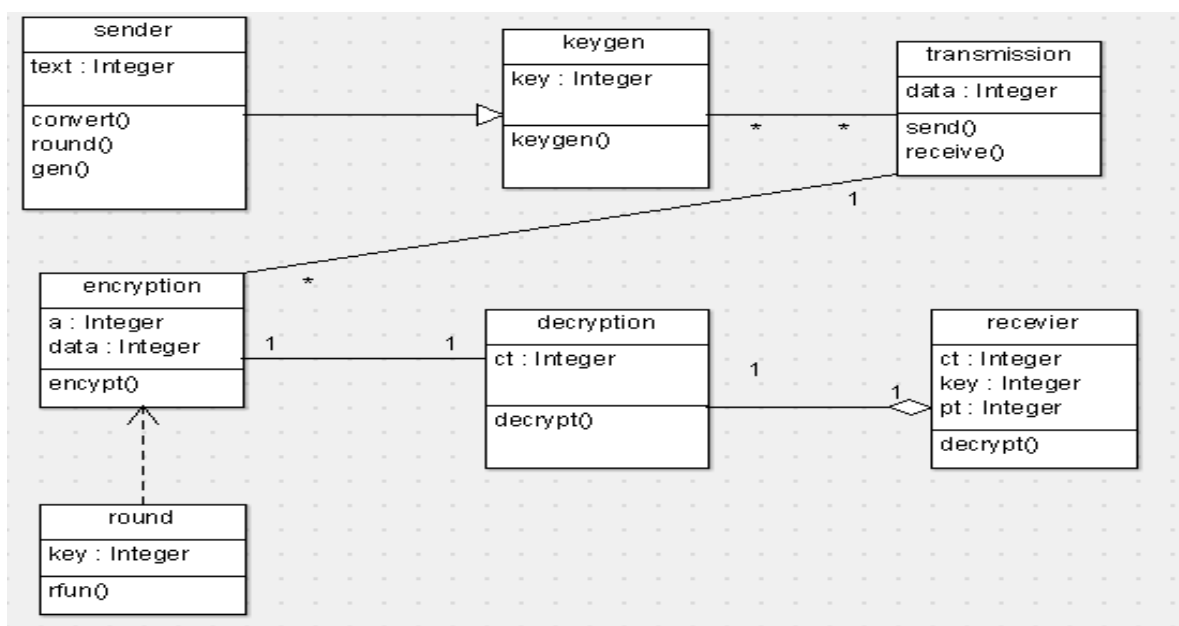 sender
text : Integer
convert()
round()
gen()
keygen
key : Integer
keygen()
transmission
data : Integer
send()
receive()
*
*
1
*
encryption
a : Integer
data : Integer
encypt()
1
1
decryption
ct : Integer
decrypt()
1
1
recevier
ct : Integer
key : Integer
pt : Integer
decrypt()
round
key : Integer
rfun()